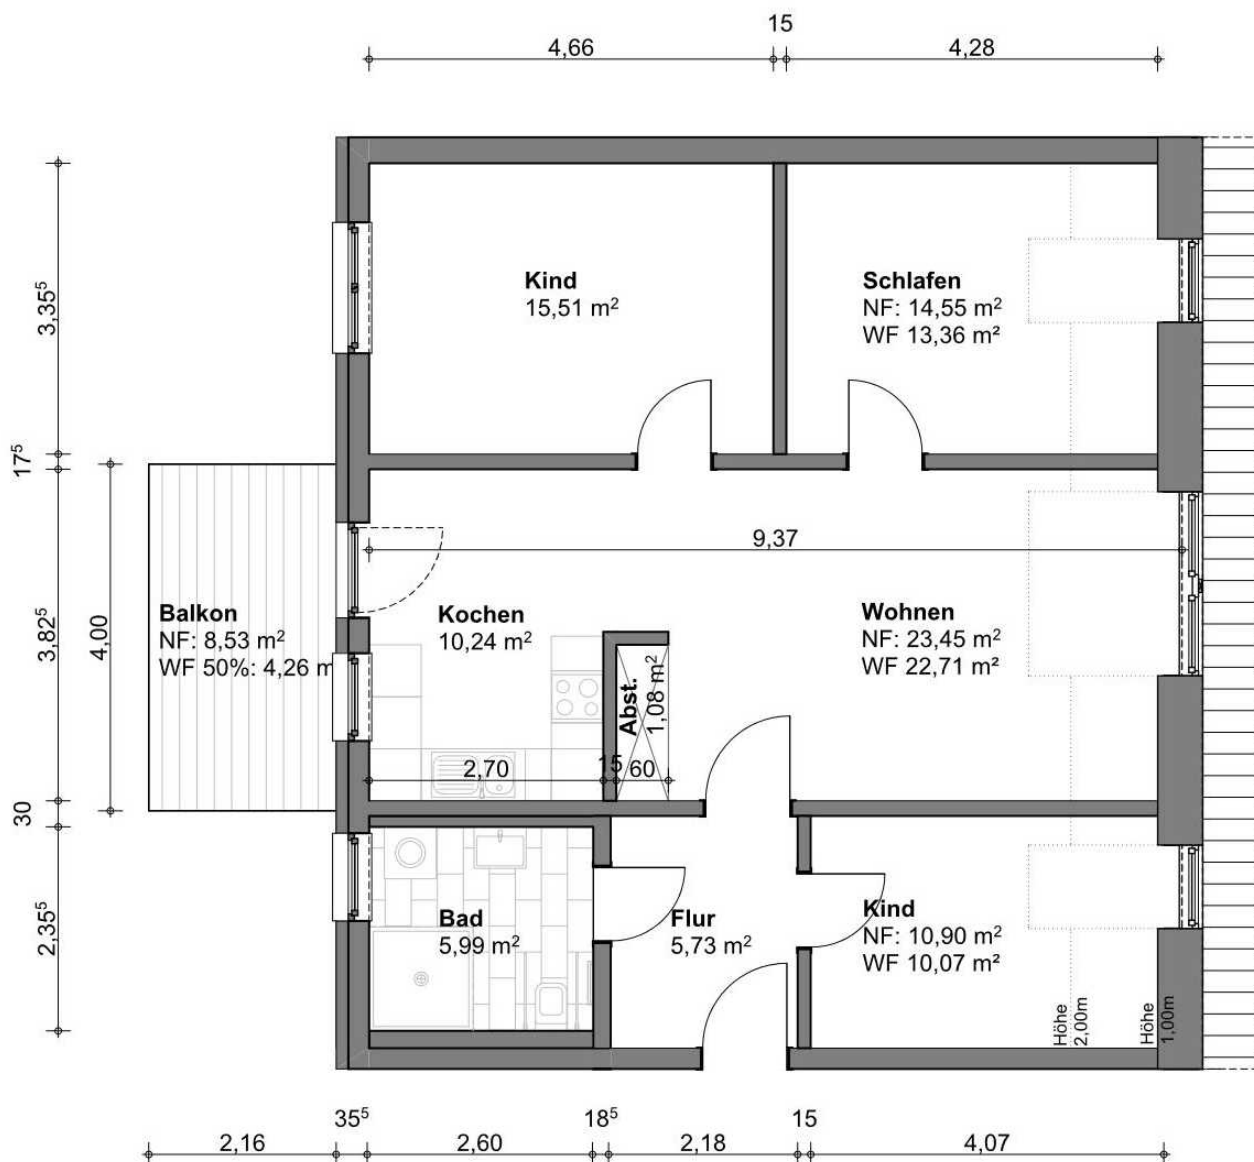 15
4,66
4,28
3,35⁵
Kind
15,51 m²
Schlafen
NF: 14,55 m²
WF 13,36 m²
17⁵
9,37
3,82⁵
4,00
Balkon
NF: 8,53 m²
WF 50%: 4,26 m
Kochen
10,24 m²
Abst.
1,08 m²
Wohnen
NF: 23,45 m²
WF 22,71 m²
2,70
15
60
30
2,35⁵
Bad
5,99 m²
Flur
5,73 m²
Kind
NF: 10,90 m²
WF 10,07 m²
Höhe
2,00m
Höhe
1,00m
35⁵
18⁵
15
2,16
2,60
2,18
4,07